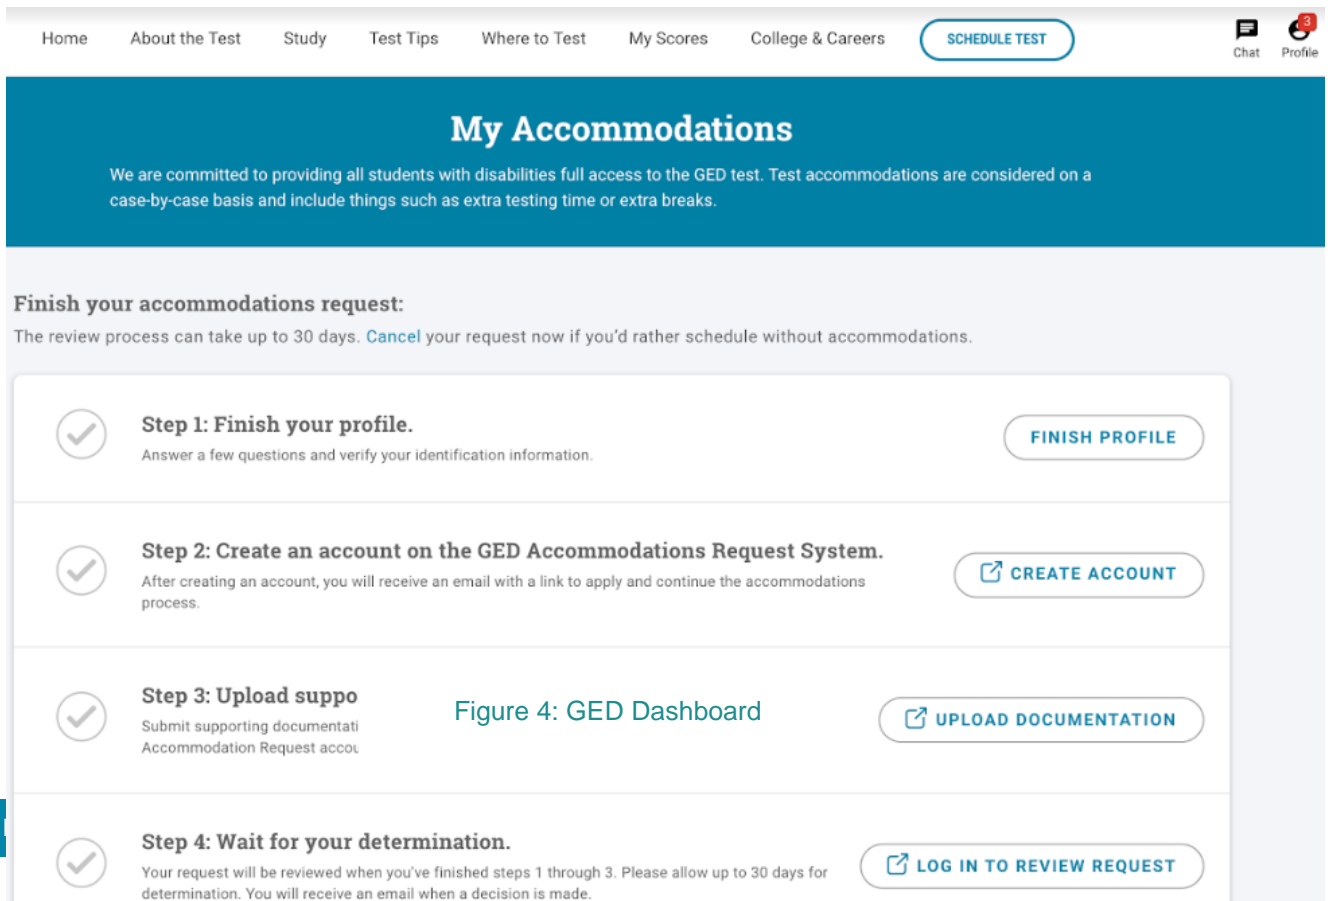 Home About the Test Study Test Tips Where to Test My Scores College & Careers SCHEDULE TEST
3
Chat Profile
My Accommodations
We are committed to providing all students with disabilities full access to the GED test. Test accommodations are considered on a
case-by-case basis and include things such as extra testing time or extra breaks.
Finish your accommodations request:
The review process can take up to 30 days. Cancel your request now if you'd rather schedule without accommodations.
Step 1: Finish your profile.
Answer a few questions and verify your identification information.
FINISH PROFILE
Step 2: Create an account on the GED Accommodations Request System.
After creating an account, you will receive an email with a link to apply and continue the accommodations
process.
CREATE ACCOUNT
Step 3: Upload suppo
Submit supporting documentati
Accommodation Request
Figure 4: GED Dashboard
UPLOAD DOCUMENTATION
Step 4: Wait for your determination.
Your request will be reviewed when you've finished steps 1 through 3. Please allow up to 30 days for
determination. You will receive an email when a decision is made.
LOG IN TO REVIEW REQUEST